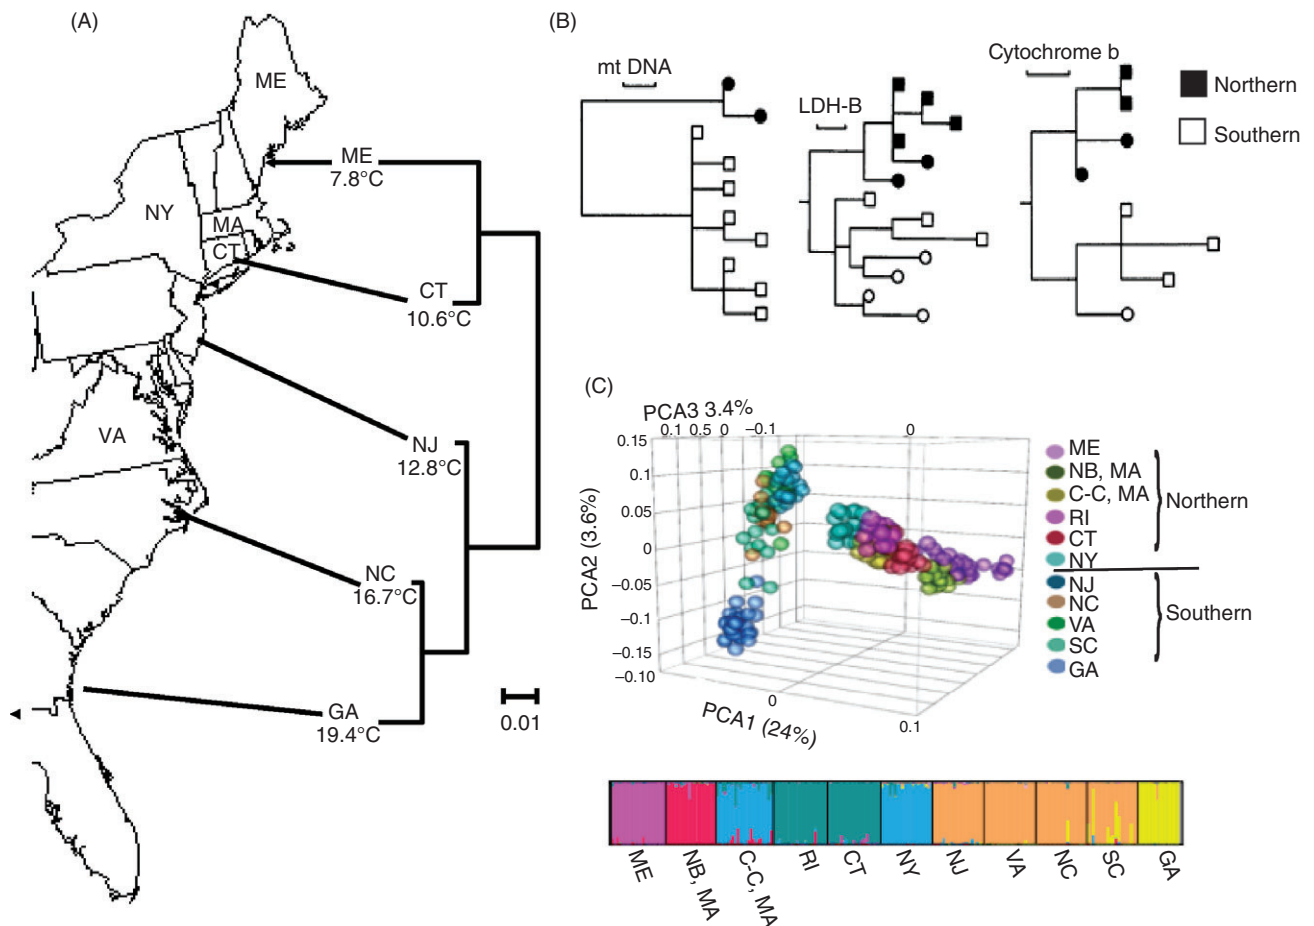 (A)
ME
NY
MA
CT
VA
ME
7.8°C
CT
10.6°C
NJ
12.8°C
NC
16.7°C
GA
19.4°C
0.01
(B)
mt DNA
LDH-B
Cytochrome b
Northern
Southern
(C)
PCA3 3.4%
0.1 0.5 0 –0.1
0
0.15
0.1
0.05
0
–0.05
–0.1
–0.15
–0.10
PCA2 (3.6%)
0
PCA1 (24%)
0.1
ME
NB, MA
C-C, MA
RI
CT
NY
Northern
NJ
NC
VA
SC
GA
Southern
ME
NB, MA
C-C, MA
RI
CT
NY
NJ
VA
NC
SC
GA